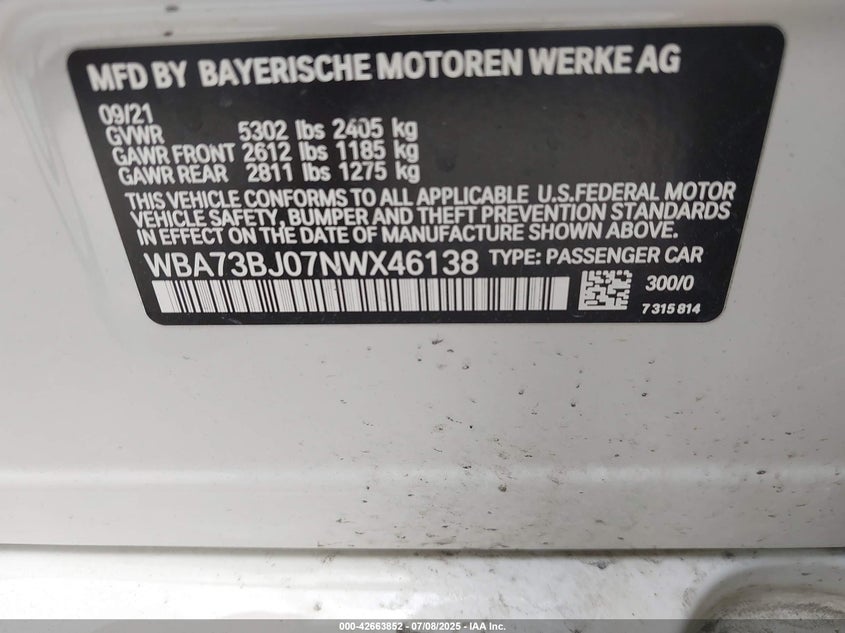 MFD BY BAYERISCHE MOTOREN WERKE AG
09/21
GVWR 5302 lbs 2405 kg
GAWR FRONT 2612 lbs 1185 kg
GAWR REAR 2811 lbs 1275 kg
THIS VEHICLE CONFORMS TO ALL APPLICABLE U.S.FEDERAL MOTOR
VEHICLE SAFETY, BUMPER AND THEFT PREVENTION STANDARDS
IN EFFECT ON THE DATE OF MANUFACTURE SHOWN ABOVE.
WBA73BJ07NWX46138 TYPE: PASSENGER CAR
300/0
7 315 814
000-42663852 - 07/08/2025 - IAA Inc.